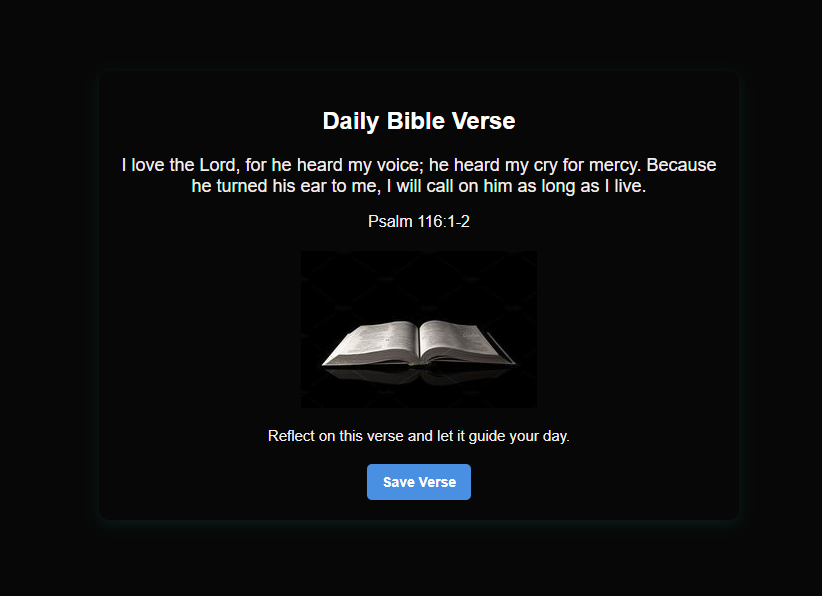 Daily Bible Verse
I love the Lord, for he heard my voice; he heard my cry for mercy. Because
he turned his ear to me, I will call on him as long as I live.
Psalm 116:1-2
Reflect on this verse and let it guide your day.
Save Verse